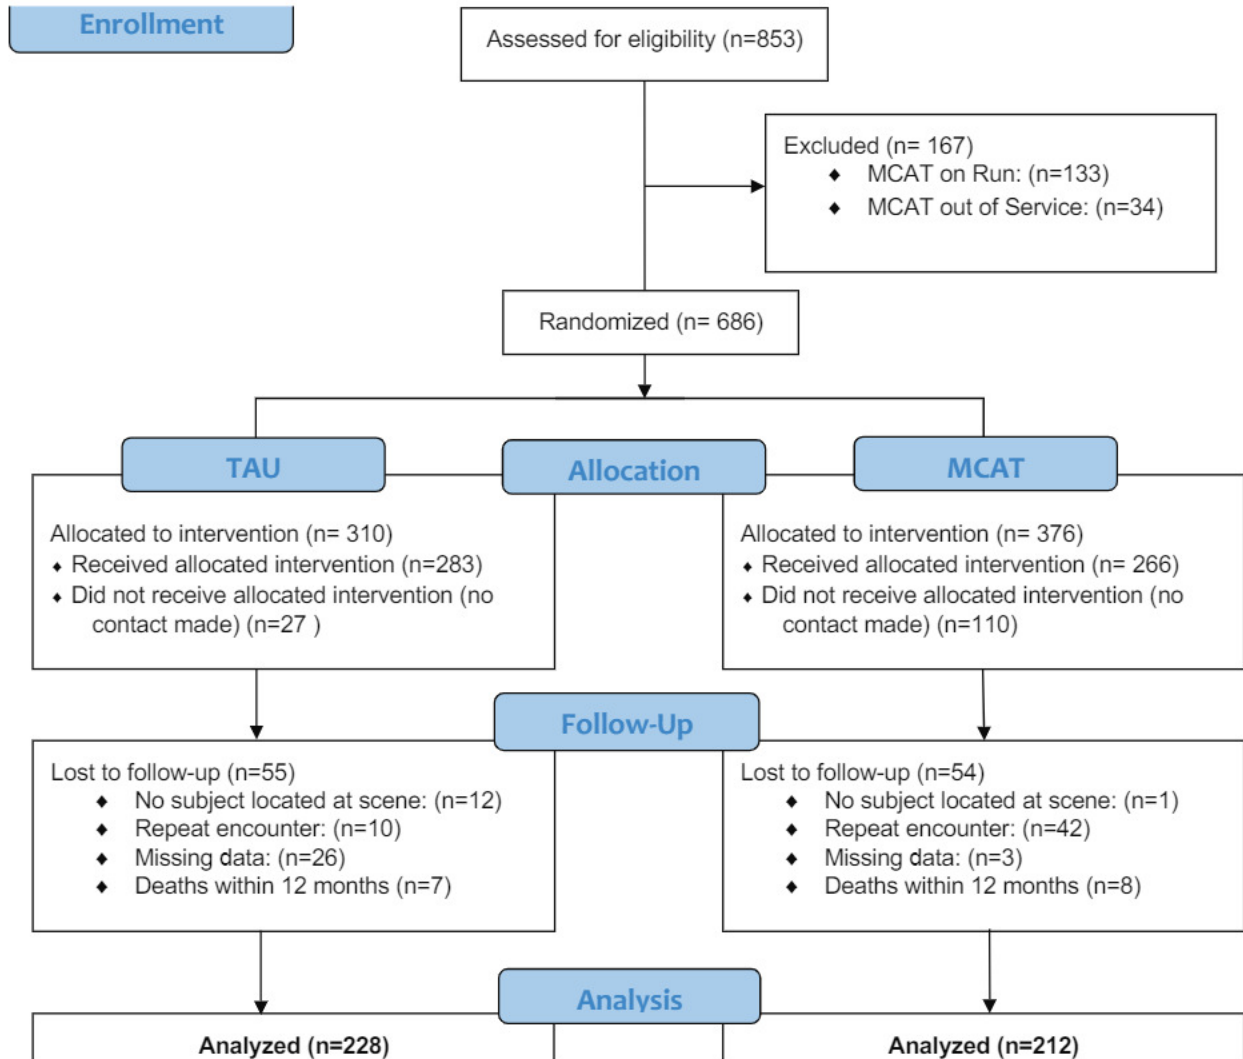 Enrollment
Assessed for eligibility (n=853)
Excluded (n= 167)
♦ MCAT on Run: (n=133)
♦ MCAT out of Service: (n=34)
Randomized (n= 686)
TAU
Allocation
MCAT
Allocated to intervention (n= 310)
♦ Received allocated intervention (n=283)
♦ Did not receive allocated intervention (no
contact made) (n=27 )
Allocated to intervention (n= 376)
♦ Received allocated intervention (n= 266)
♦ Did not receive allocated intervention (no
contact made) (n=110)
Follow-Up
Lost to follow-up (n=55)
♦ No subject located at scene: (n=12)
♦ Repeat encounter: (n=10)
♦ Missing data: (n=26)
♦ Deaths within 12 months (n=7)
Lost to follow-up (n=54)
♦ No subject located at scene: (n=1)
♦ Repeat encounter: (n=42)
♦ Missing data: (n=3)
♦ Deaths within 12 months (n=8)
Analysis
Analyzed (n=228)
Analyzed (n=212)